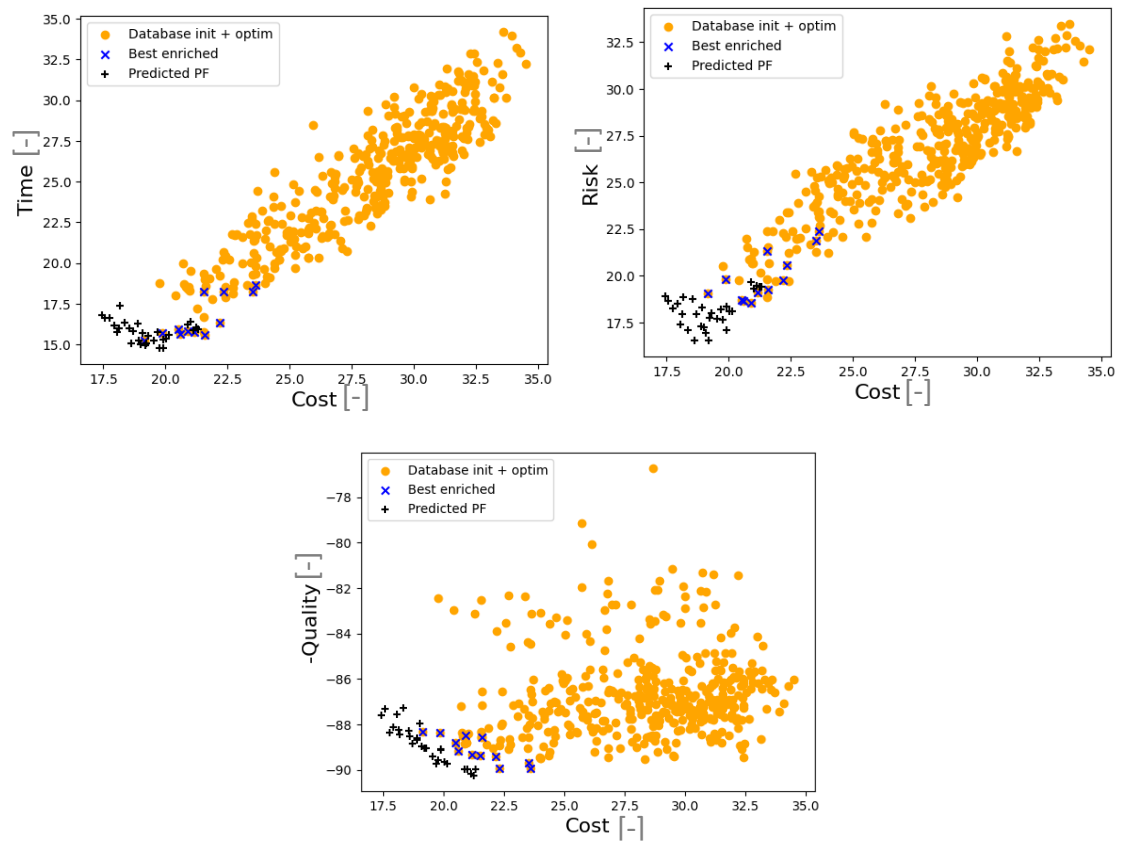 35.0
32.5
30.0
27.5
25.0
22.5
20.0
17.5
15.0
Time [-]
Database init + optim
Best enriched
Predicted PF
17.5 20.0 22.5 25.0 27.5 30.0 32.5 35.0
Cost [-]
32.5
30.0
27.5
25.0
22.5
20.0
17.5
Risk [-]
Database init + optim
Best enriched
Predicted PF
17.5 20.0 22.5 25.0 27.5 30.0 32.5 35.0
Cost [-]
−78
−80
−82
−84
−86
−88
−90
-Quality [-]
Database init + optim
Best enriched
Predicted PF
17.5 20.0 22.5 25.0 27.5 30.0 32.5 35.0
Cost [-]